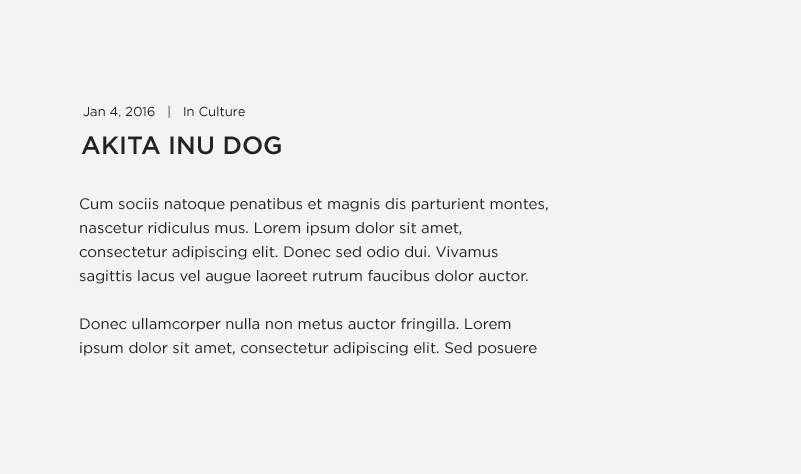 Jan 4, 2016 | In Culture
AKITA INU DOG
Cum sociis natoque penatibus et magnis dis parturient montes,
nascetur ridiculus mus. Lorem ipsum dolor sit amet,
consectetur adipiscing elit. Donec sed odio dui. Vivamus
sagittis lacus vel augue laoreet rutrum faucibus dolor auctor.
Donec ullamcorper nulla non metus auctor fringilla. Lorem
ipsum dolor sit amet, consectetur adipiscing elit. Sed posuere